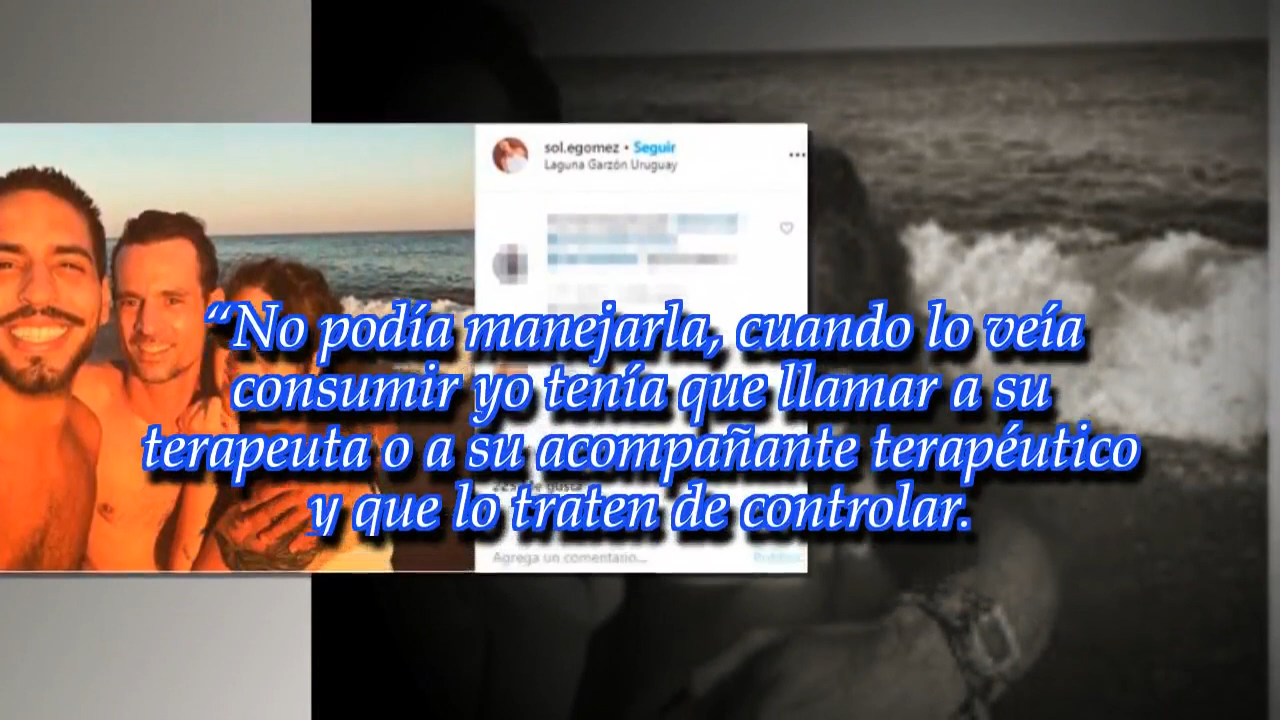 sol.egomez • Seguir
Laguna Garzón Uruguay
“No podía manejarla, cuando lo veía
consumir yo tenía que llamar a su
terapeuta o a su acompañante terapéutico
y que lo traten de controlar.
Agrega un comentario...
Publicar